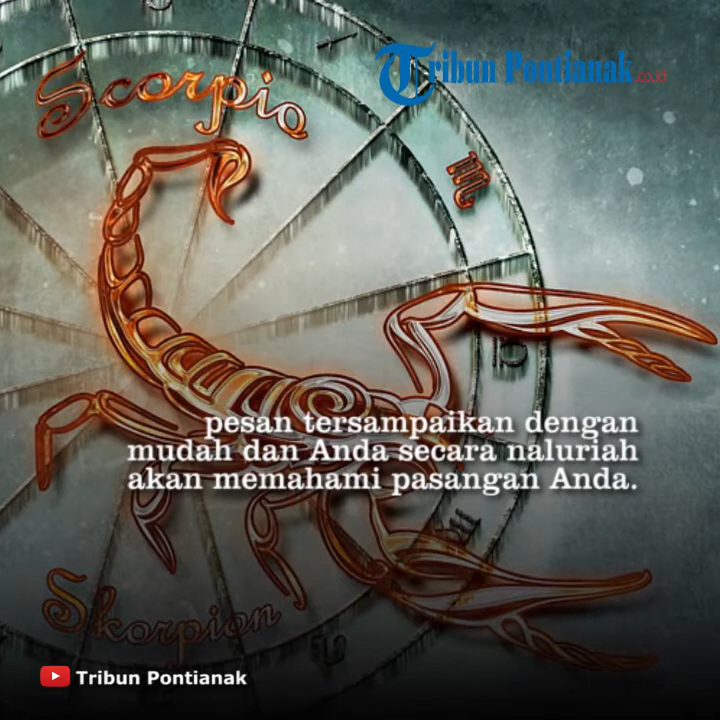 Scorpio
Tribun Pontianak.co.id
♏
pesan tersampaikan dengan
mudah dan Anda secara naluriah
akan memahami pasangan Anda.
Skorpion
Tribun Pontianak